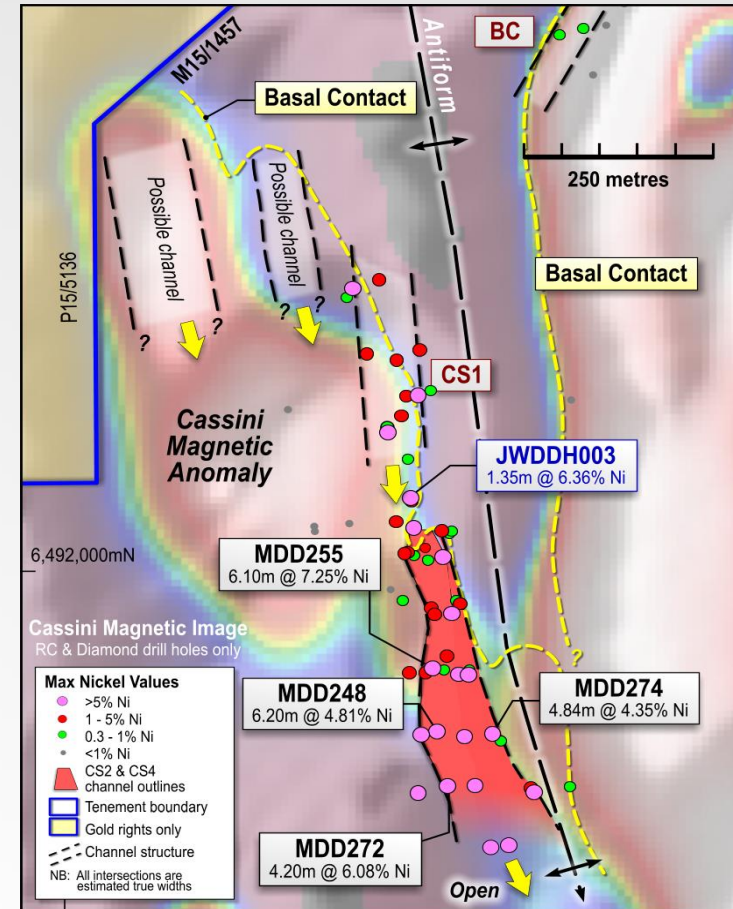 M15/1457
BC
Antiform
Basal Contact
250 metres
Possible channel
Possible channel
P15/5136
Basal Contact
?
?
?
?
CS1
Cassini
Magnetic
Anomaly
JWDDH003
1.35m @ 6.36% Ni
MDD255
6.10m @ 7.25% Ni
6,492,000mN
Cassini Magnetic Image
RC & Diamond drill holes only
?
Max Nickel Values
>5% Ni
1 - 5% Ni
0.3 - 1% Ni
<1% Ni
CS2 & CS4
channel outlines
Tenement boundary
Gold rights only
Channel structure
NB: All intersections are
estimated true widths
MDD248
6.20m @ 4.81% Ni
MDD274
4.84m @ 4.35% Ni
MDD272
4.20m @ 6.08% Ni
Open